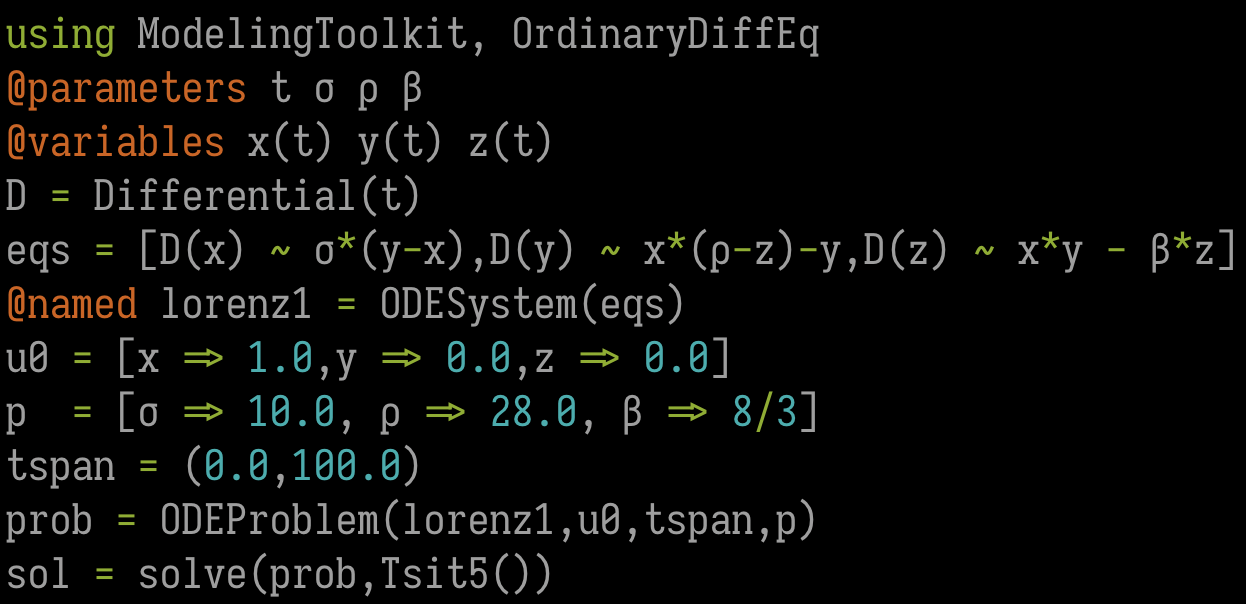 using ModelingToolkit, OrdinaryDiffEq
@parameters t σ ρ β
@variables x(t) y(t) z(t)
D = Differential(t)
eqs = [D(x) ~ σ*(y-x),D(y) ~ x*(ρ-z)-y,D(z) ~ x*y - β*z]
@named lorenz1 = ODESystem(eqs)
u0 = [x => 1.0,y => 0.0,z => 0.0]
p  = [σ => 10.0, ρ => 28.0, β => 8/3]
tspan = (0.0,100.0)
prob = ODEProblem(lorenz1,u0,tspan,p)
sol = solve(prob,Tsit5())